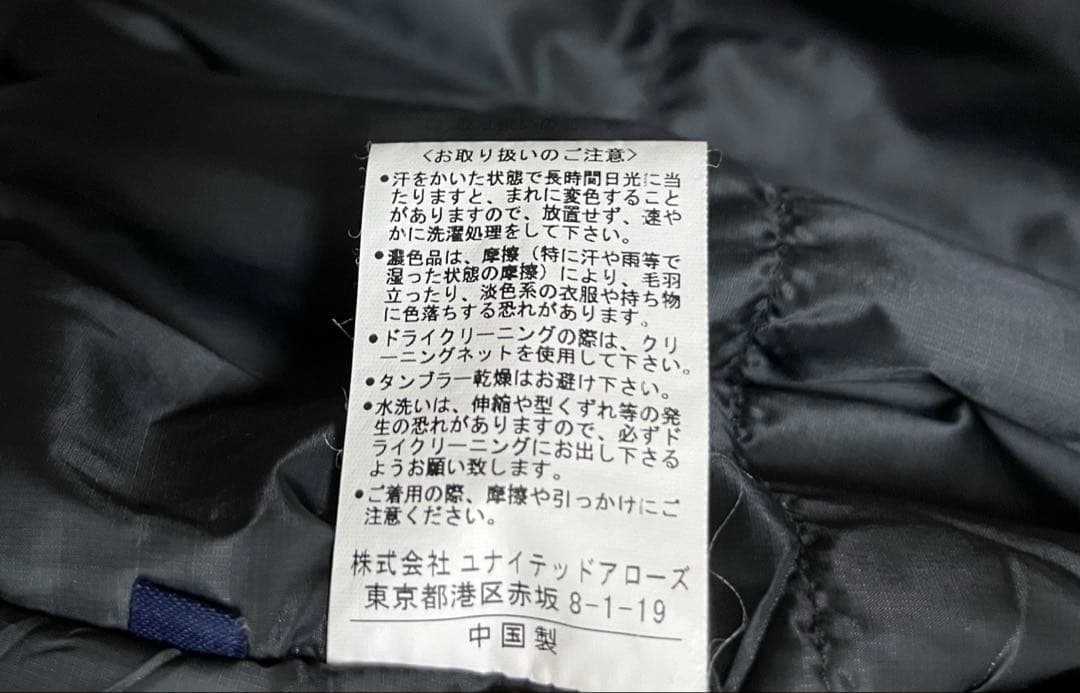 〈お取り扱いのご注意〉
●汗をかいた状態で長時間日光に当
たりますと、まれに変色すること
がありますので、放置せず、速や
かに洗濯処理をして下さい。
●濃色品は、摩擦（特に汗や雨等で
湿った状態の摩擦）により、毛羽
立ったり、淡色系の衣服や持ち物
に色落ちする恐れがあります。
●ドライクリーニングの際は、クリ
ーニングネットを使用して下さい。
●タンブラー乾燥はお避け下さい。
●水洗いは、伸縮や型くずれ等の発
生の恐れがありますので、必ずド
ライクリーニングにお出し下さる
ようお願い致します。
●ご着用の際、摩擦や引っかけにご
注意ください。
株式会社 ユナイテッドアローズ
東京都港区赤坂 8-1-19
中国製